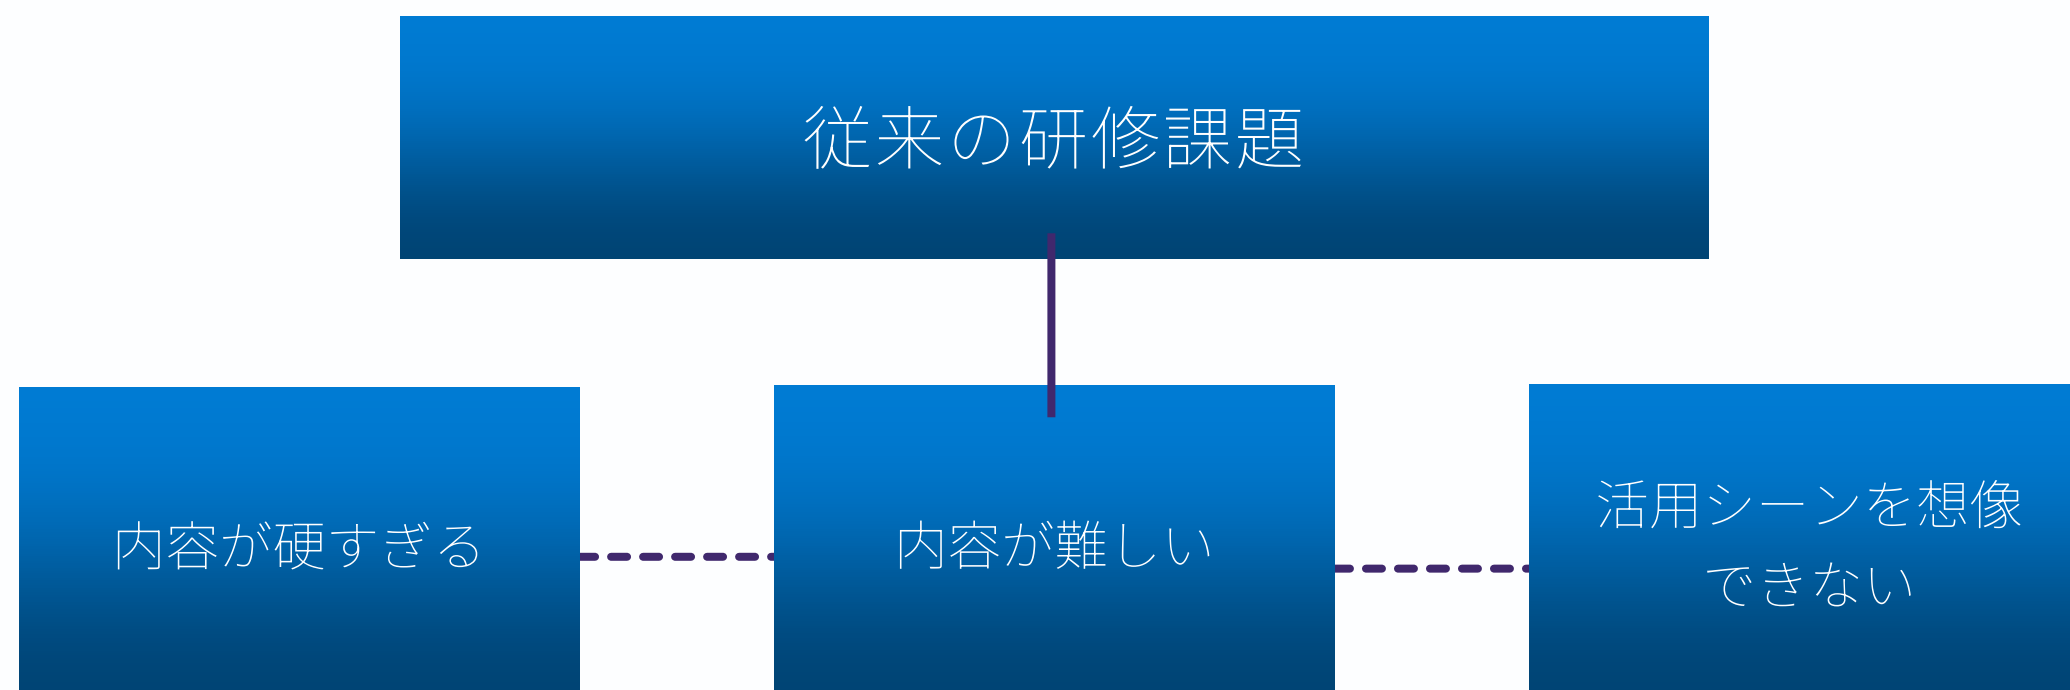 従来の研修課題
内容が硬すぎる
内容が難しい
活用シーンを想像
できない